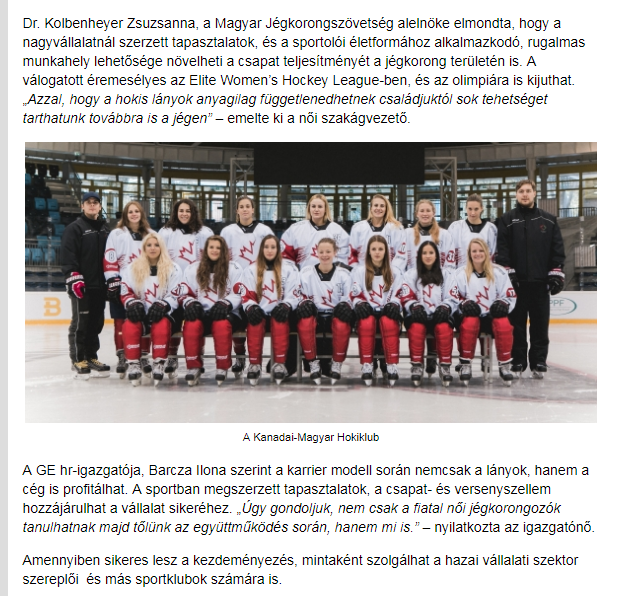 Dr. Kolbenheyer Zsuzsanna, a Magyar Jégkorongszövetség alelnöke elmondta, hogy a
nagyvállalatnál szerzett tapasztalatok, és a sportolói életformához alkalmazkodó, rugalmas
munkahely lehetősége növelheti a csapat teljesítményét a jégkorong területén is. A
válogatott éremesélyes az Elite Women's Hockey League-ben, és az olimpiára is kijuthat.
„Azzal, hogy a hokis lányok anyagilag függetlenedhetnek családjuktól sok tehetséget
tarthatunk továbbra is a jégen” – emelte ki a női szakágvezető.
A Kanadai-Magyar Hokiklub
A GE hr-igazgatója, Barcza Ilona szerint a karrier modell során nemcsak a lányok, hanem a
cég is profitálhat. A sportban megszerzett tapasztalatok, a csapat- és versenyszellem
hozzájárulhat a vállalat sikeréhez. „Úgy gondoljuk, nem csak a fiatal női jégkorongozók
tanulhatnak majd tőlünk az együttműködés során, hanem mi is.” – nyilatkozta az igazgatónő.
Amennyiben sikeres lesz a kezdeményezés, mintaként szolgálhat a hazai vállalati szektor
szereplői  és más sportklubok számára is.